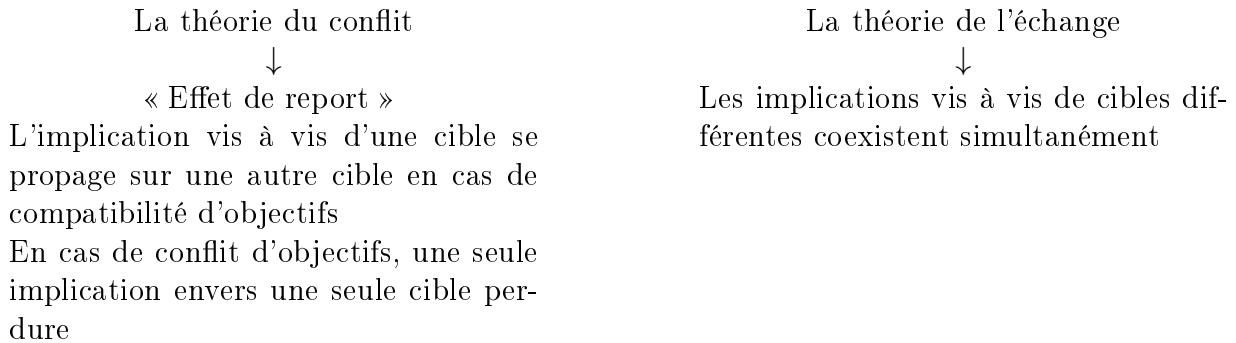 La théorie du conflit
↓
« Effet de report »
L'implication vis à vis d'une cible se
propage sur une autre cible en cas de
compatibilité d'objectifs
En cas de conflit d'objectifs, une seule
implication envers une seule cible per-
dure
La théorie de l'échange
↓
Les implications vis à vis de cibles dif-
férentes coexistent simultanément